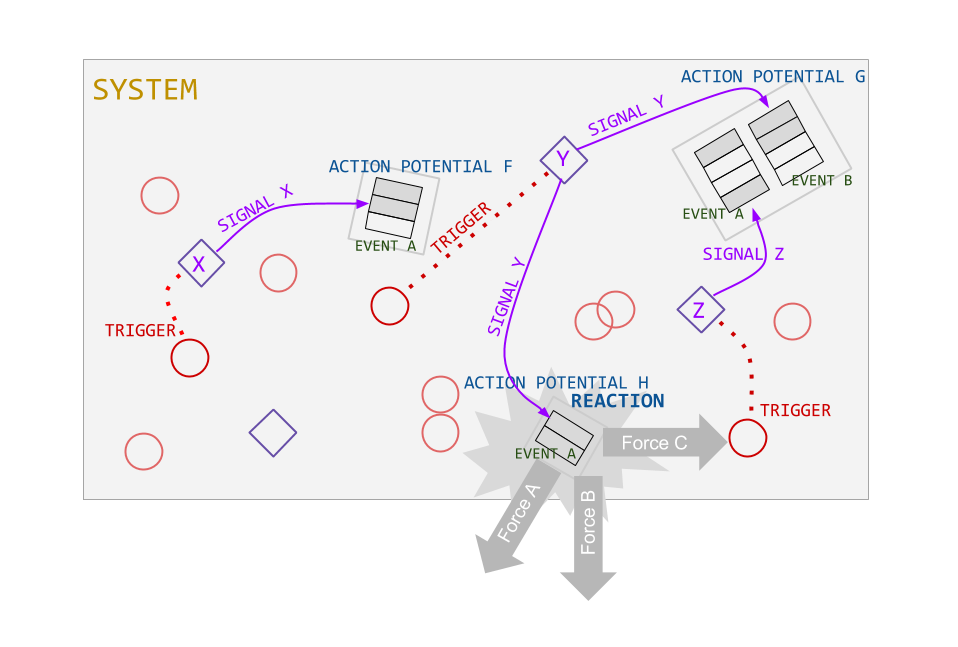 SYSTEM
ACTION POTENTIAL G
SIGNAL Y
Y
ACTION POTENTIAL F
EVENT B
SIGNAL X
EVENT A
TRIGGER
EVENT A
X
SIGNAL Z
SIGNAL Y
Z
TRIGGER
ACTION POTENTIAL H
REACTION
TRIGGER
Force C
EVENT A
Force A
Force B